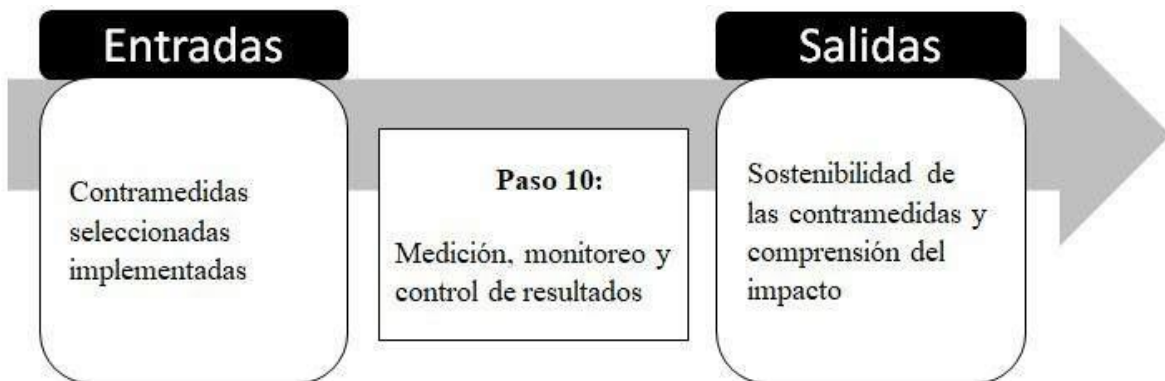 Entradas
Contramedidas
seleccionadas
implementadas
Paso 10:
Medición, monitoreo y
control de resultados
Salidas
Sostenibilidad de
las contramedidas y
comprensión del
impacto